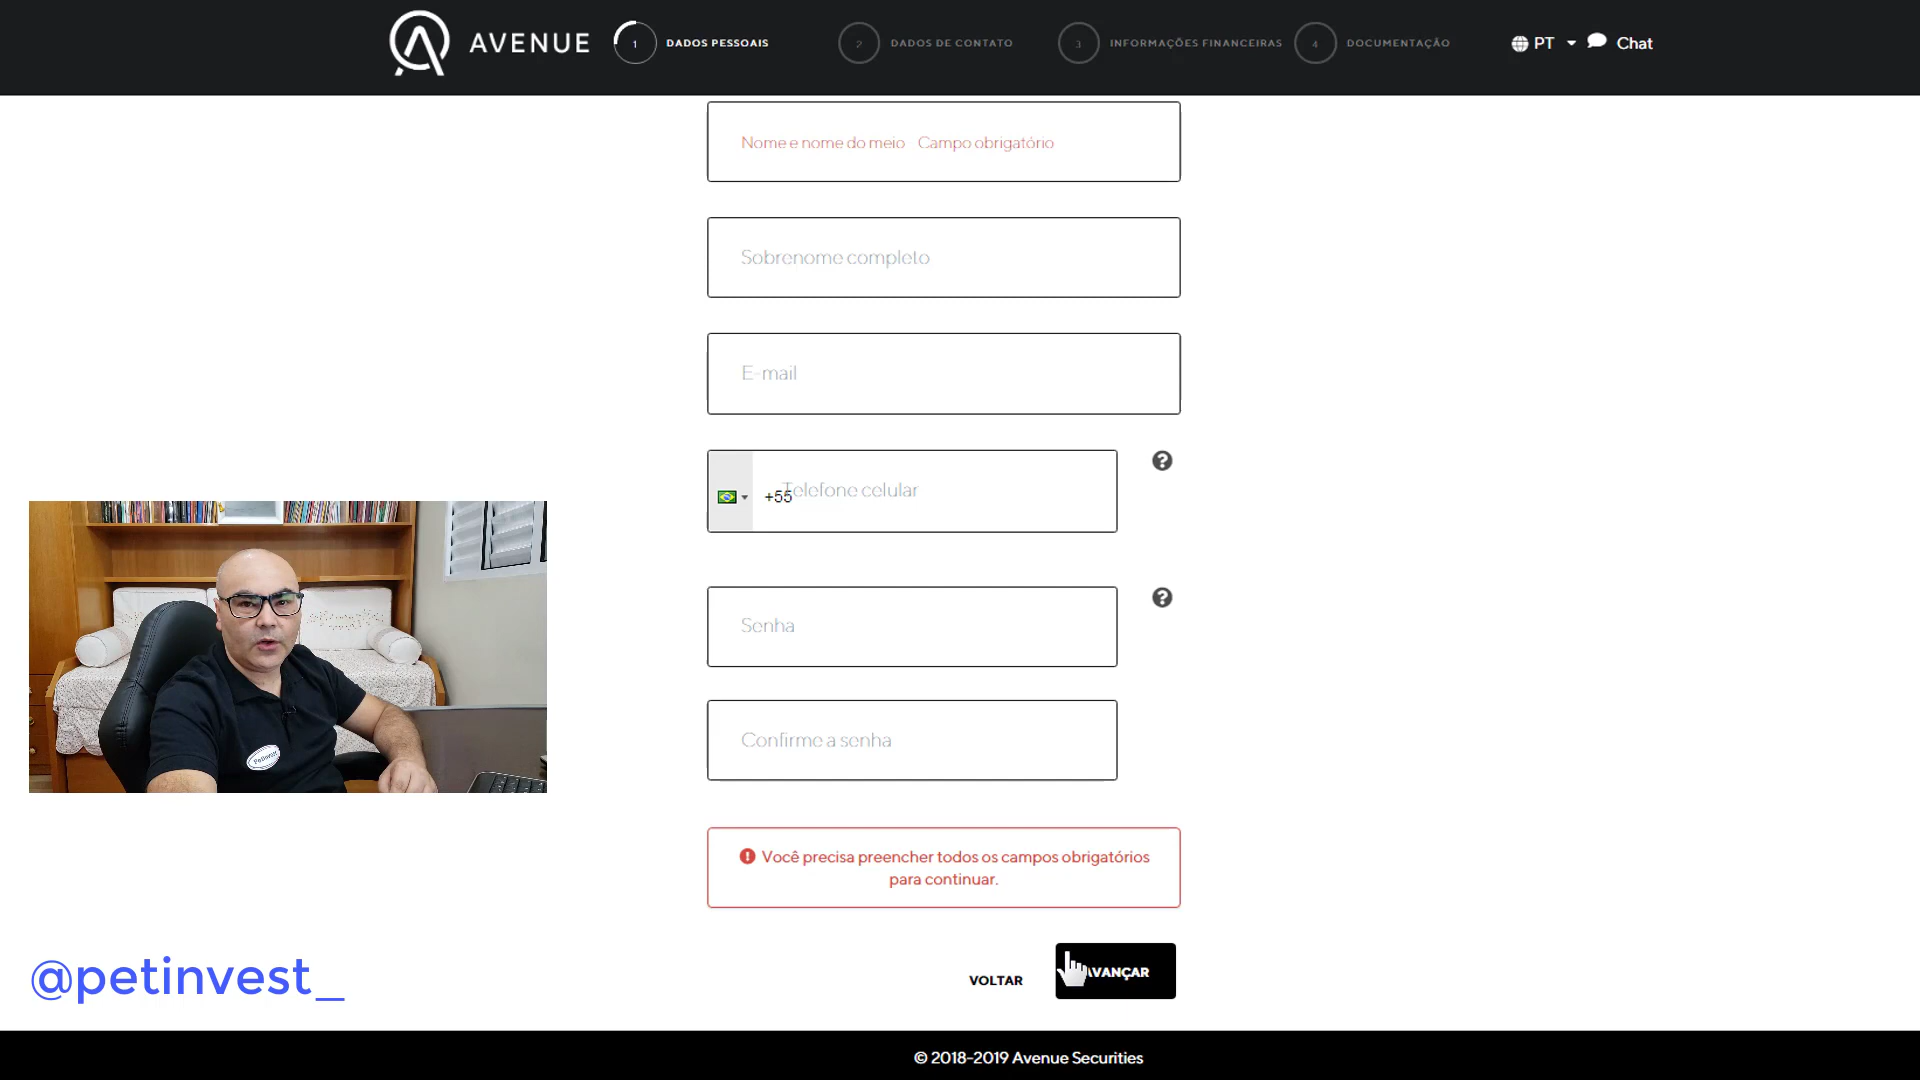 AVENUE
1 DADOS PESSOAIS
2 DADOS DE CONTATO
3 INFORMAÇÕES FINANCEIRAS
4 DOCUMENTAÇÃO
PT
Chat
Nome e nome do meio Campo obrigatório
Sobrenome completo
E-mail
+55 Telefone celular
Senha
Confirme a senha
Você precisa preencher todos os campos obrigatórios
para continuar.
VOLTAR
AVANÇAR
@petinvest_
© 2018-2019 Avenue Securities